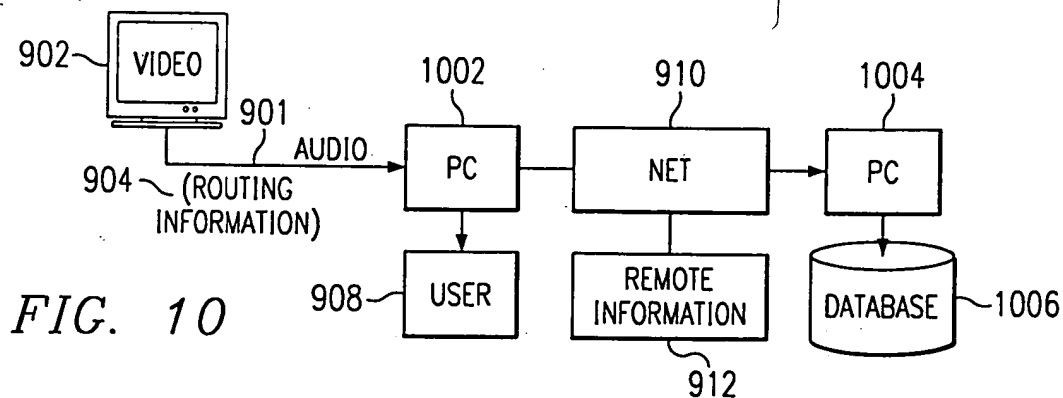 902
VIDEO
901
904
AUDIO
(ROUTING
INFORMATION)
1002
PC
908
USER
910
NET
REMOTE
INFORMATION
912
1004
PC
DATABASE
1006
FIG. 10